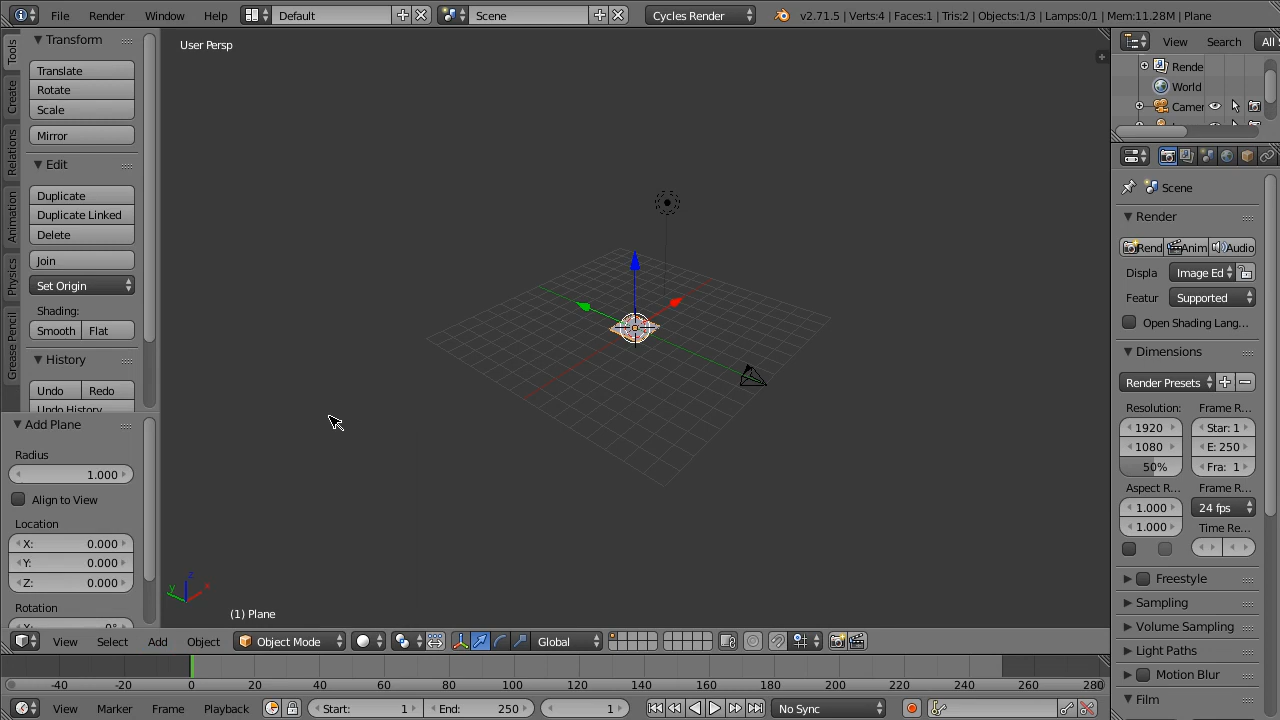 File Render Window Help Default Scene Cycles Render v2.71.5 | Verts:4 | Faces:1 | Tris:2 | Objects:1/3 | Lamps:0/1 | Mem:11.28M | Plane
Tools
Create
Relations
Animation
Physics
Grease Pencil
Transform
Translate
Rotate
Scale
Mirror
Edit
Duplicate
Duplicate Linked
Delete
Join
Set Origin
Shading:
Smooth Flat
History
Undo Redo
Undo History
Add Plane
Radius
1.000
Align to View
Location
X: 0.000
Y: 0.000
Z: 0.000
Rotation
X: 0°
User Persp
y z x
(1) Plane
View Select Add Object Object Mode Global
-40 -20 0 20 40 60 80 100 120 140 160 180 200 220 240 260 280
View Marker Frame Playback Start: 1 End: 250 1 No Sync
View Search All S
Rende
World
Camer
Scene
Render
Rend Anim Audio
Displa Image Ed
Featur Supported
Open Shading Lang...
Dimensions
Render Presets
Resolution: Frame R...
1920 Star: 1
1080 E: 250
50% Fra: 1
Aspect R... Frame R...
1.000 24 fps
1.000 Time Re...
Freestyle
Sampling
Volume Sampling
Light Paths
Motion Blur
Film